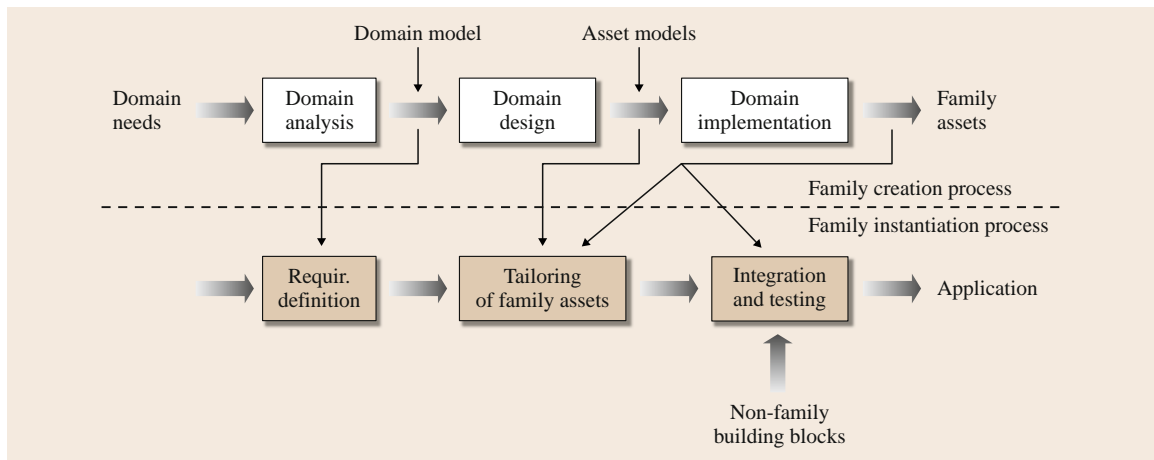 Domain model
Asset models
Domain
needs
Domain
analysis
Domain
design
Domain
implementation
Family
assets
Family creation process
Family instantiation process
Requir.
definition
Tailoring
of family assets
Integration
and testing
Application
Non-family
building blocks